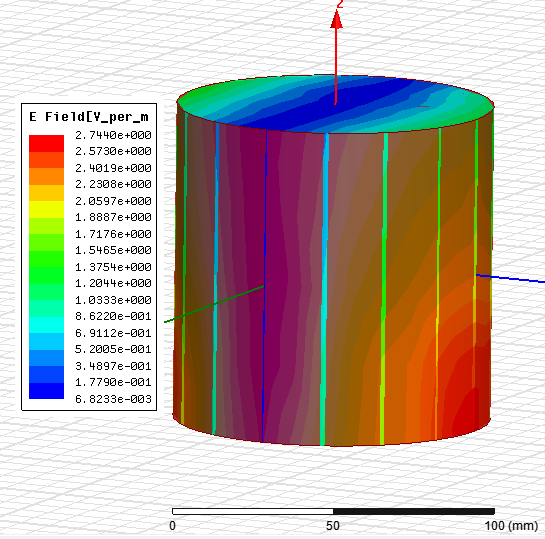 Z
E Field[V_per_m
2.7440e+000
2.5730e+000
2.4019e+000
2.2308e+000
2.0597e+000
1.8887e+000
1.7176e+000
1.5465e+000
1.3754e+000
1.2044e+000
1.0333e+000
8.6220e-001
6.9112e-001
5.2005e-001
3.4897e-001
1.7790e-001
6.8233e-003
0 50 100 (mm)